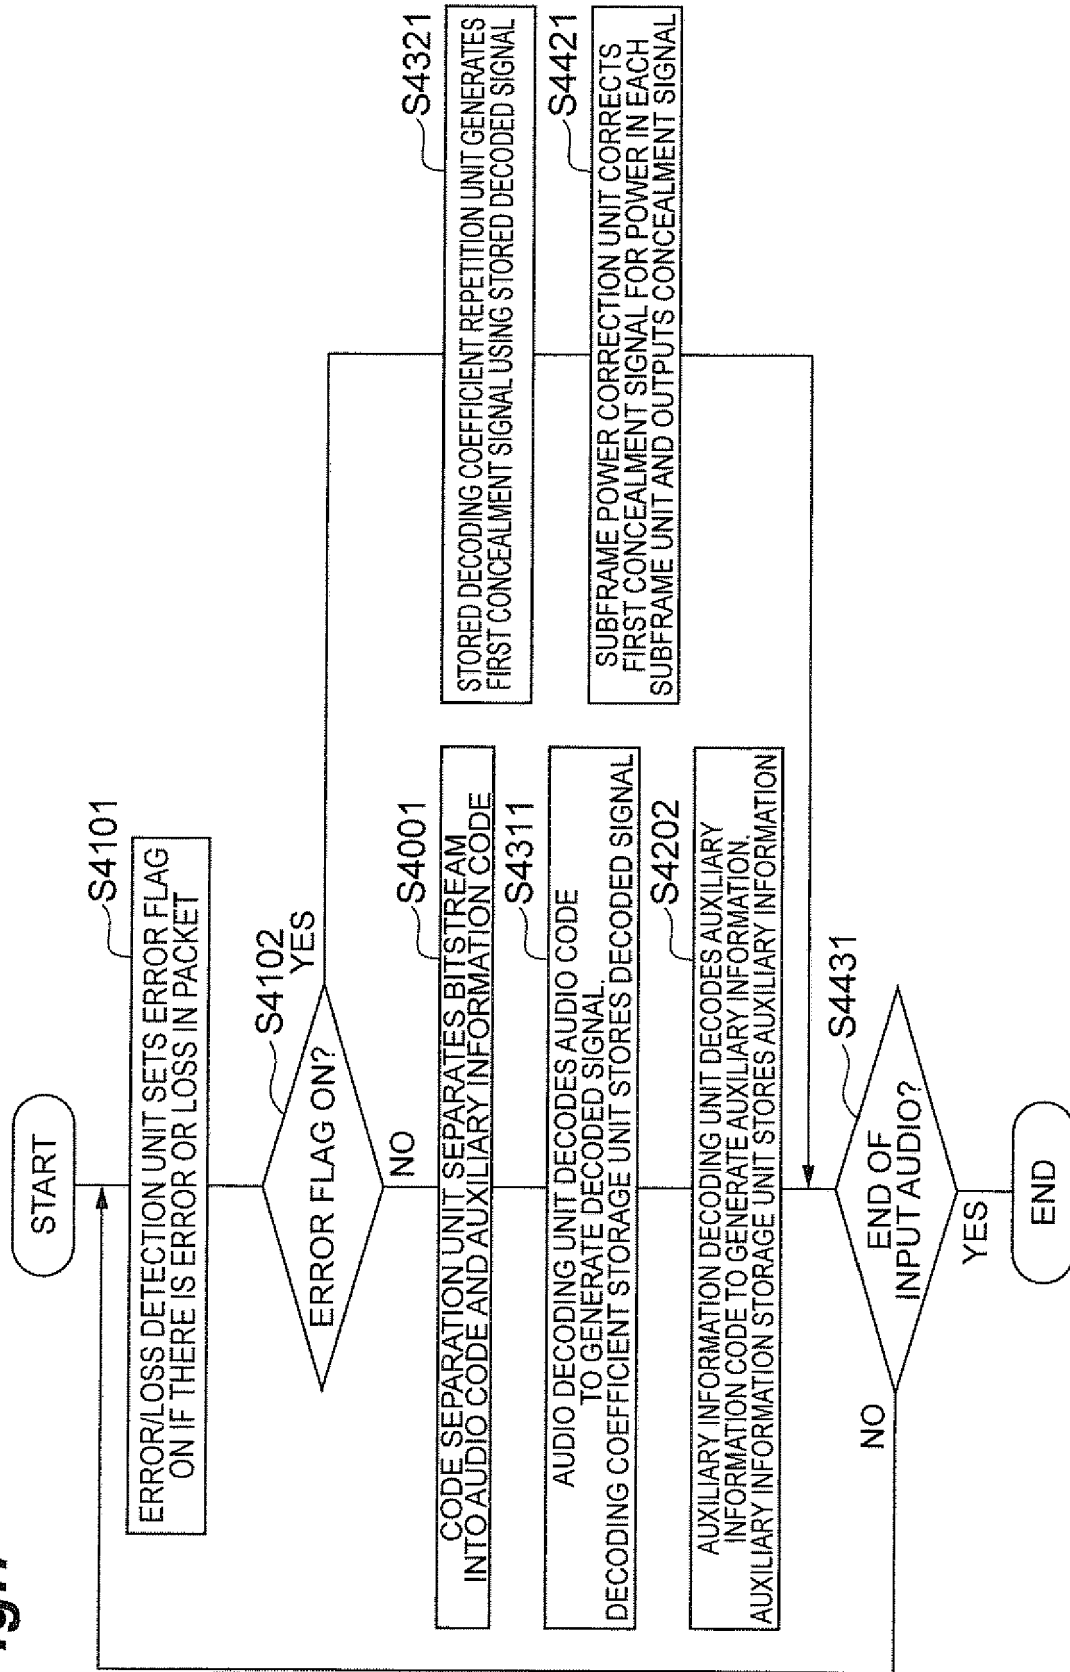 START
S4101
ERROR/LOSS DETECTION UNIT SETS ERROR FLAG
ON IF THERE IS ERROR OR LOSS IN PACKET
S4102
ERROR FLAG ON?
YES
NO
S4001
CODE SEPARATION UNIT SEPARATES BITSTREAM
INTO AUDIO CODE AND AUXILIARY INFORMATION CODE
S4311
AUDIO DECODING UNIT DECODES AUDIO CODE
TO GENERATE DECODED SIGNAL.
DECODING COEFFICIENT STORAGE UNIT STORES DECODED SIGNAL
S4202
AUXILIARY INFORMATION DECODING UNIT DECODES AUXILIARY
INFORMATION CODE TO GENERATE AUXILIARY INFORMATION.
AUXILIARY INFORMATION STORAGE UNIT STORES AUXILIARY INFORMATION
S4321
STORED DECODING COEFFICIENT REPETITION UNIT GENERATES
FIRST CONCEALMENT SIGNAL USING STORED DECODED SIGNAL
S4421
SUBFRAME POWER CORRECTION UNIT CORRECTS
FIRST CONCEALMENT SIGNAL FOR POWER IN EACH
SUBFRAME UNIT AND OUTPUTS CONCEALMENT SIGNAL
S4431
END OF
INPUT AUDIO?
NO
YES
END